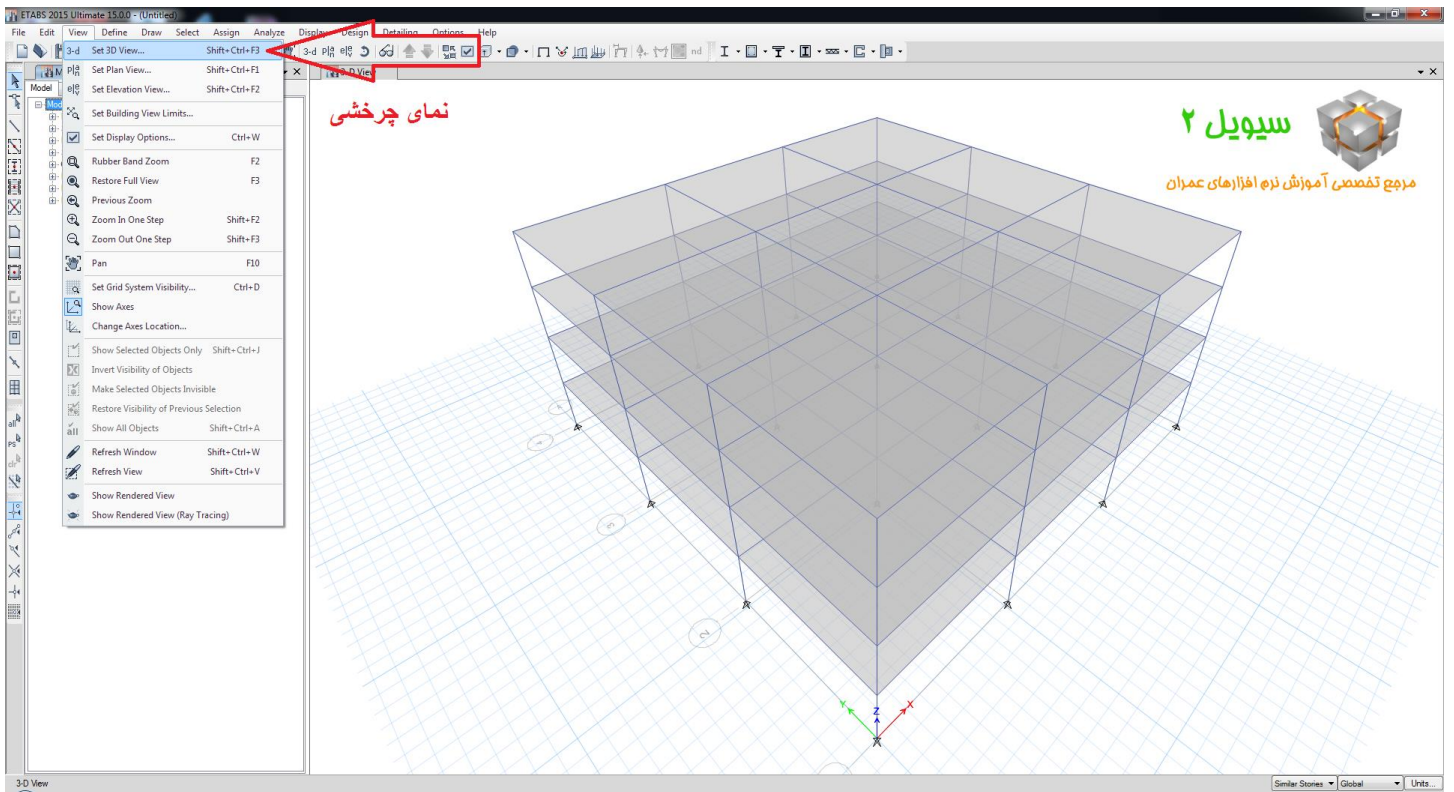 ETABS 2015 Ultimate 15.0.0 - (Untitled)
File Edit View Define Draw Select Assign Analyze Display Design Detailing Options Help
3-d Set 3D View... Shift+Ctrl+F3
3-d
nd
Set Plan View... Shift+Ctrl+F1
3-D View
Model
Set Elevation View... Shift+Ctrl+F2
Set Building View Limits...
Set Display Options... Ctrl+W
Rubber Band Zoom F2
Restore Full View F3
Previous Zoom
Zoom In One Step Shift+F2
Zoom Out One Step Shift+F3
Pan F10
Set Grid System Visibility... Ctrl+D
Show Axes
Change Axes Location...
Show Selected Objects Only Shift+Ctrl+J
Invert Visibility of Objects
Make Selected Objects Invisible
Restore Visibility of Previous Selection
all Show All Objects Shift+Ctrl+A
Refresh Window Shift+Ctrl+W
Refresh View Shift+Ctrl+V
Show Rendered View
Show Rendered View (Ray Tracing)
all
ps
clr
نمای چرخشی
سیویل ۲
مرجع تخصصی آموزش نرم افزارهای عمران
Y Z X
3-D View
Similar Stories Global Units...